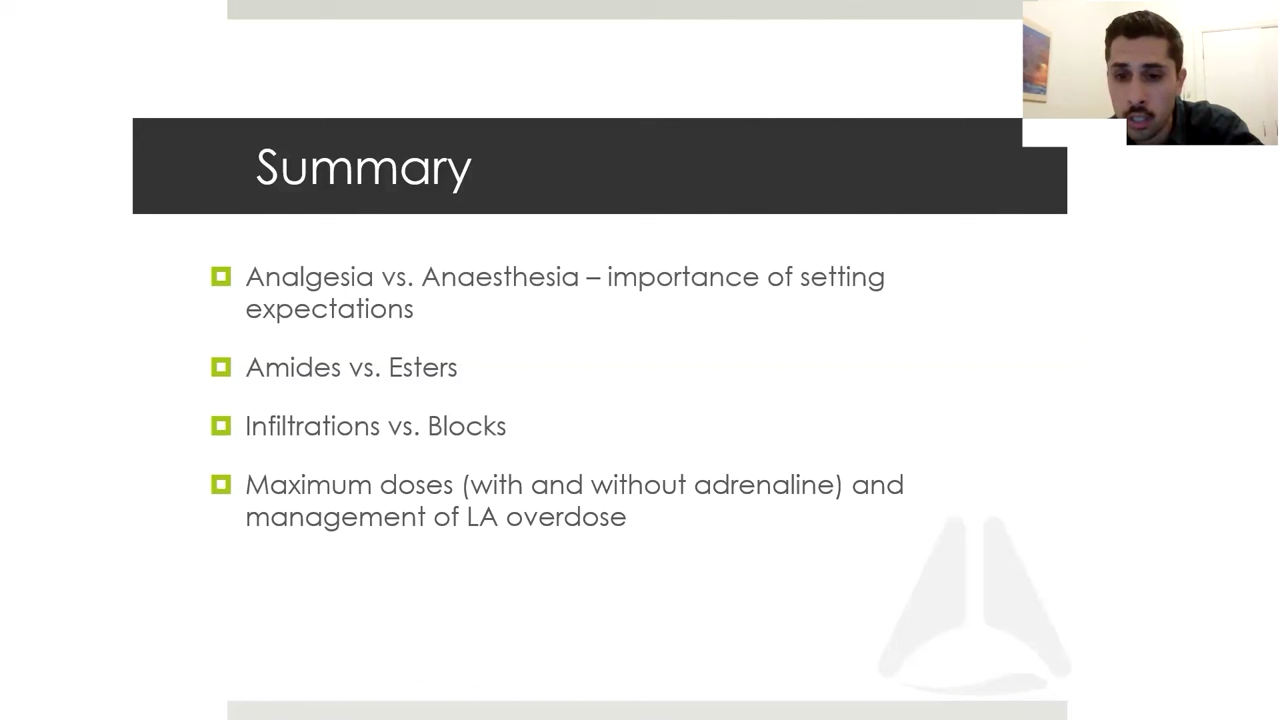 Summary
Analgesia vs. Anaesthesia – importance of setting
expectations
Amides vs. Esters
Infiltrations vs. Blocks
Maximum doses (with and without adrenaline) and
management of LA overdose